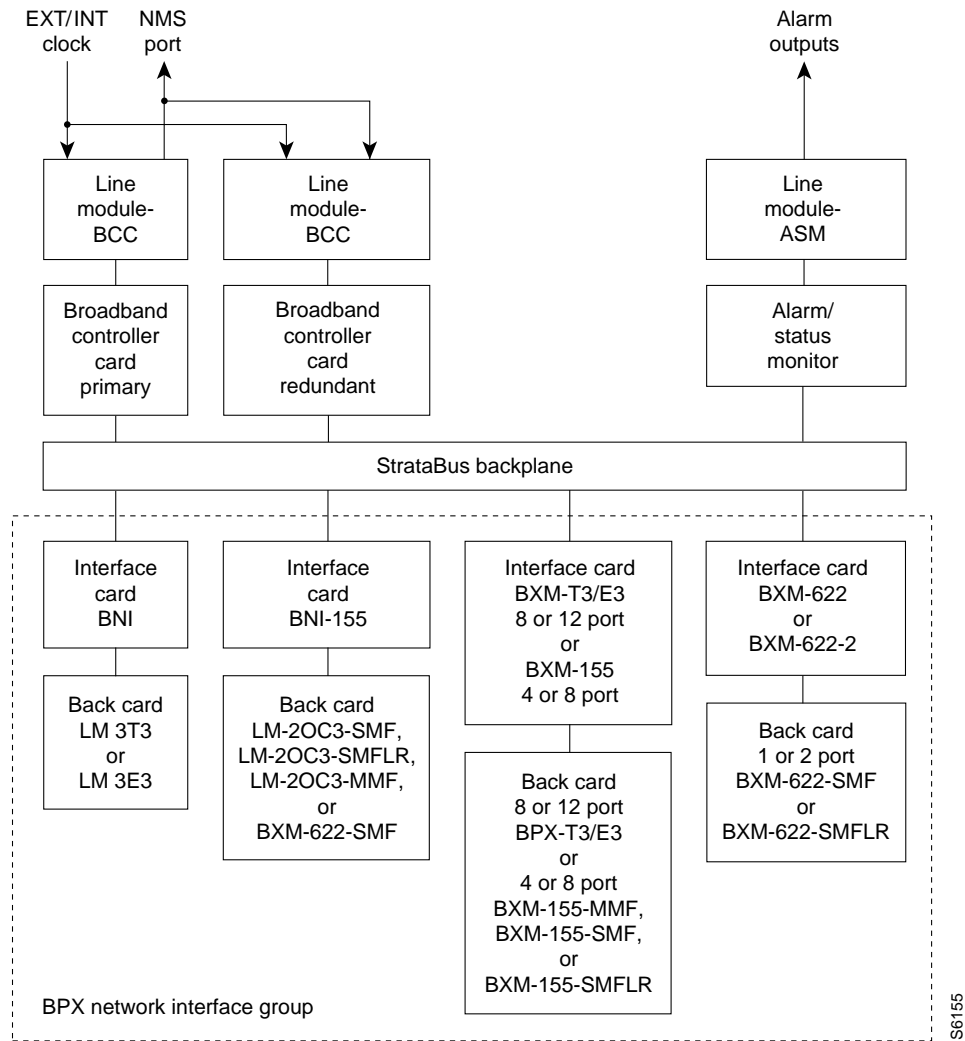 EXT/INT
clock
NMS
port
Alarm
outputs
Line
module-
BCC
Line
module-
BCC
Line
module-
ASM
Broadband
controller
card
primary
Broadband
controller
card
redundant
Alarm/
status
monitor
StrataBus backplane
Interface
card
BNI
Interface
card
BNI-155
Interface card
BXM-T3/E3
8 or 12 port
or
BXM-155
4 or 8 port
Interface card
BXM-622
or
BXM-622-2
Back card
LM 3T3
or
LM 3E3
Back card
LM-2OC3-SMF,
LM-2OC3-SMFLR,
LM-2OC3-MMF,
or
BXM-622-SMF
Back card
8 or 12 port
BPX-T3/E3
or
4 or 8 port
BXM-155-MMF,
BXM-155-SMF,
or
BXM-155-SMFLR
Back card
1 or 2 port
BXM-622-SMF
or
BXM-622-SMFLR
BPX network interface group
S6155